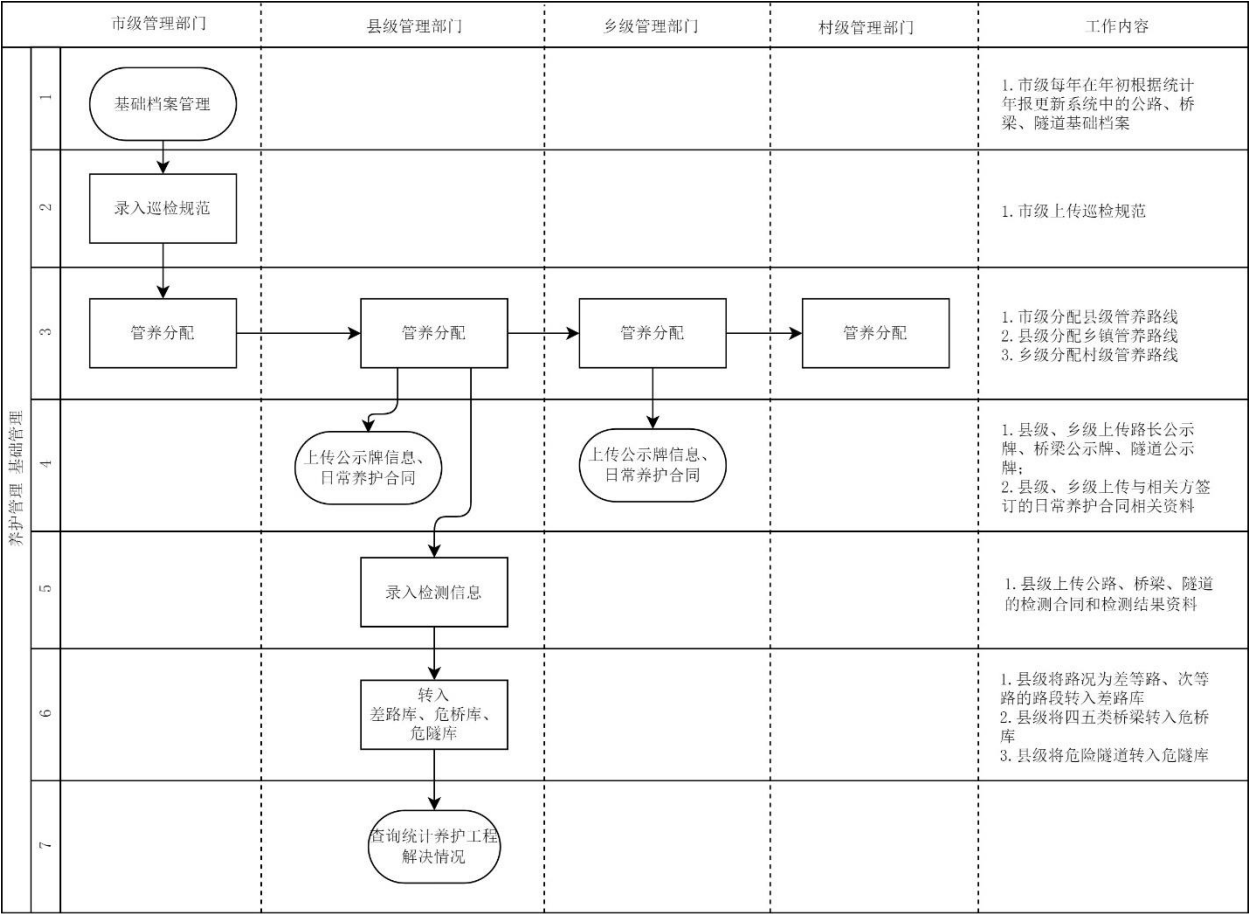 市级管理部门
县级管理部门
乡级管理部门
村级管理部门
工作内容
养护管理 基础管理
1
基础档案管理
1.市级每年在年初根据统计
年报更新系统中的公路、桥
梁、隧道基础档案
2
录入巡检规范
1.市级上传巡检规范
3
管养分配
管养分配
管养分配
管养分配
1.市级分配县级管养路线
2.县级分配乡镇管养路线
3.乡级分配村级管养路线
4
上传公示牌信息、
日常养护合同
上传公示牌信息、
日常养护合同
1.县级、乡级上传路长公示
牌、桥梁公示牌、隧道公示
牌;
2.县级、乡级上传与相关方签
订的日常养护合同相关资料
5
录入检测信息
1.县级上传公路、桥梁、隧道
的检测合同和检测结果资料
6
转入
差路库、危桥库、
危隧库
1.县级将路况为差等路、次等
路的路段转入差路库
2.县级将四五类桥梁转入危桥
库
3.县级将危险隧道转入危隧库
7
查询统计养护工程
解决情况